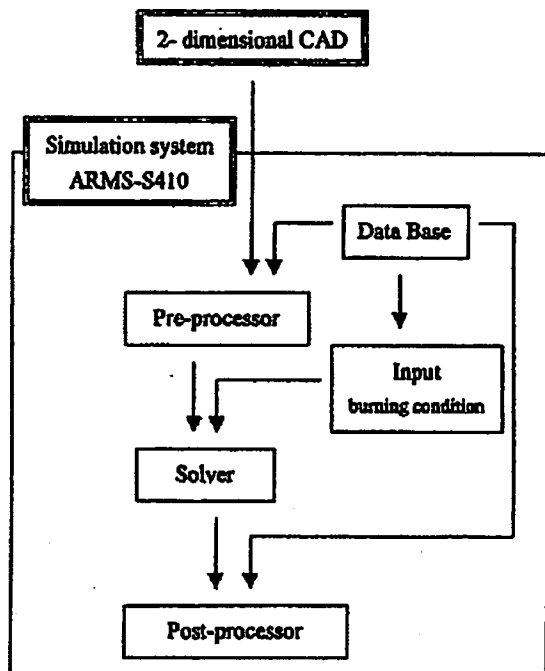 2- dimensional CAD
Simulation system
ARMS-S410
Data Base
Pre-processor
Input
burning condition
Solver
Post-processor